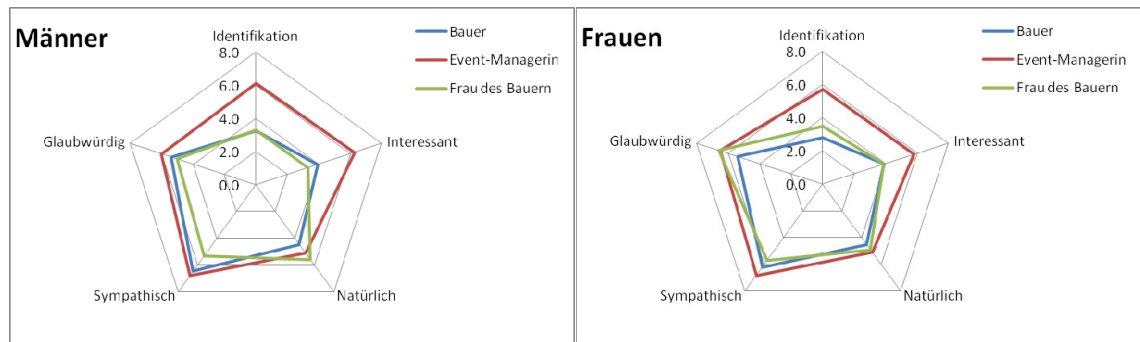 Männer
Identifikation
8.0
6.0
4.0
2.0
0.0
Interessant
Natürlich
Sympathisch
Glaubwürdig
Bauer
Event-Managerin
Frau des Bauern
Frauen
Identifikation
8.0
6.0
4.0
2.0
0.0
Interessant
Natürlich
Sympathisch
Glaubwürdig
Bauer
Event-Managerin
Frau des Bauern